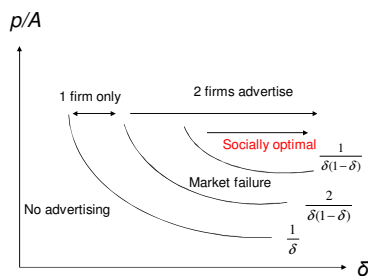 p/A
1 firm only
2 firms advertise
Socially optimal
1
δ(1−δ)
Market failure
No advertising
2
δ(1−δ)
1
δ
δ